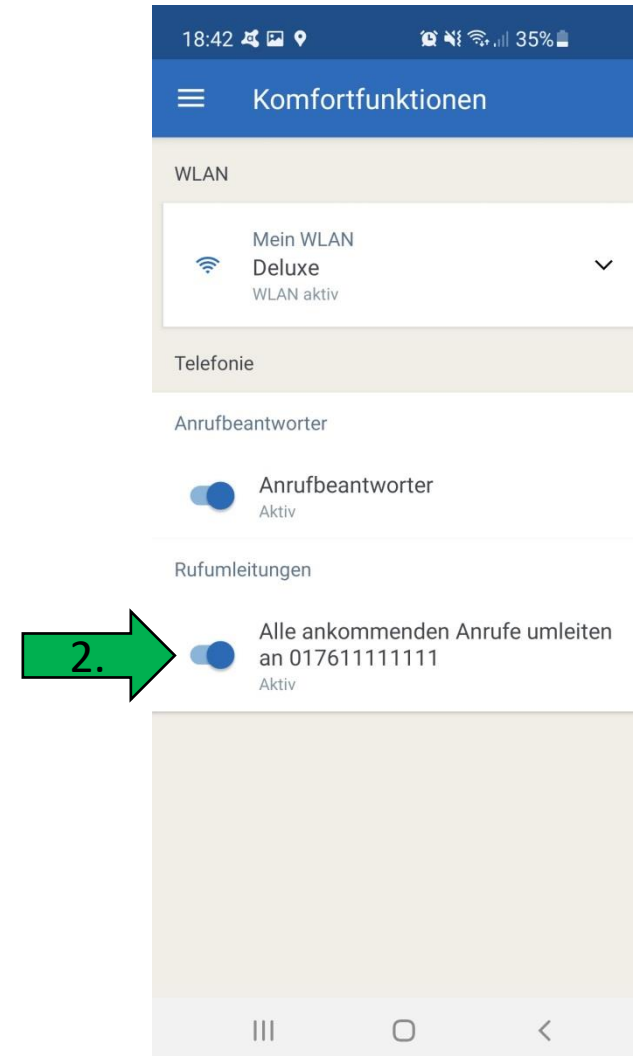 18:42 35%
Komfortfunktionen
WLAN
Mein WLAN
Deluxe
WLAN aktiv
Telefonie
Anrufbeantworter
Anrufbeantworter
Aktiv
Rufumleitungen
2.
Alle ankommenden Anrufe umleiten
an 017611111111
Aktiv